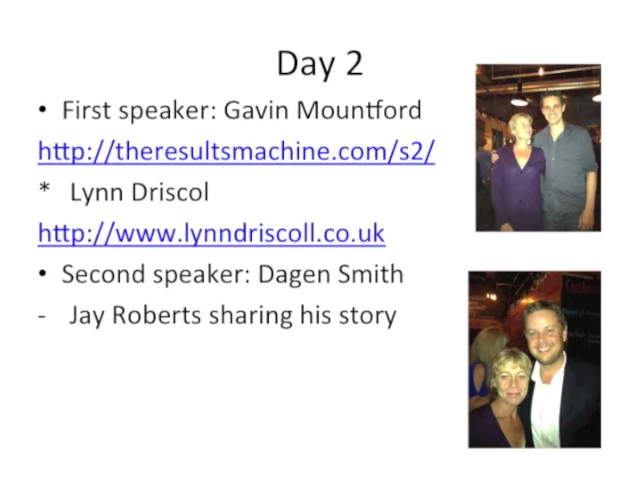 Day 2
• First speaker: Gavin Mountford
http://theresultsmachine.com/s2/
* Lynn Driscol
http://www.lynndriscoll.co.uk
• Second speaker: Dagen Smith
- Jay Roberts sharing his story